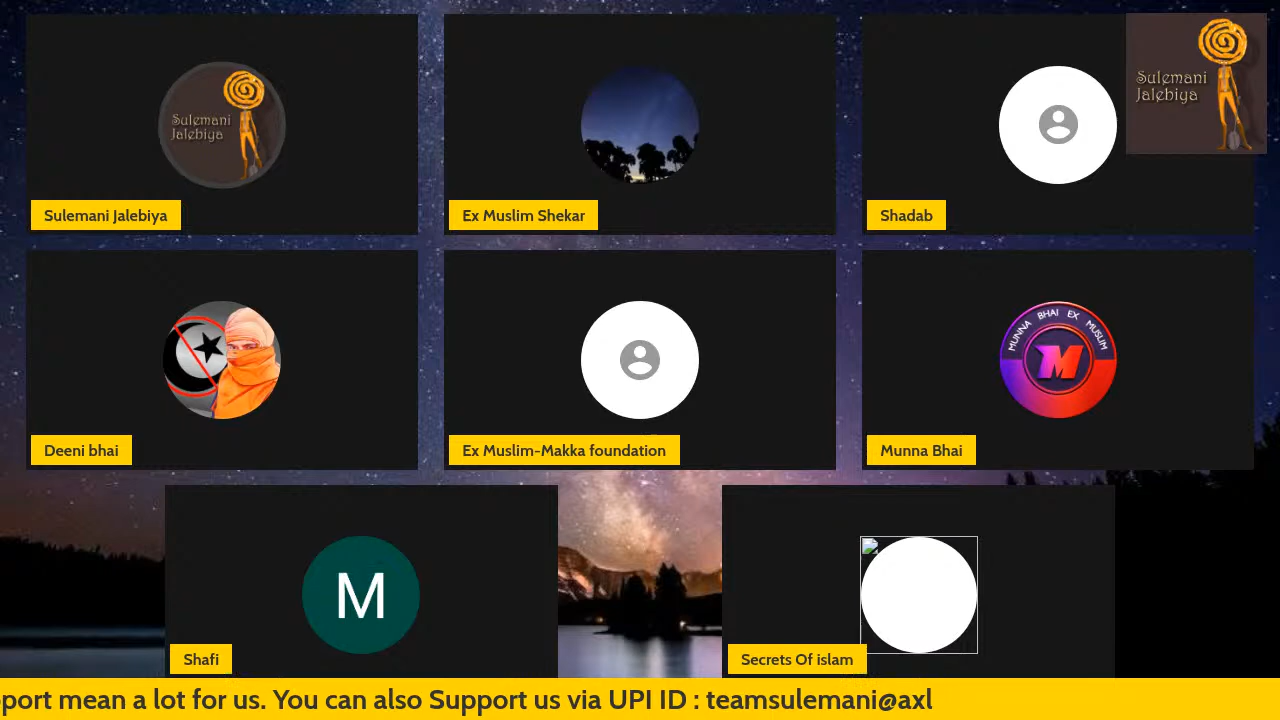 Sulemani
Jalebiya
Sulemani
Jalebiya
Sulemani Jalebiya
Ex Muslim Shekar
Shadab
MUNNA BHAI EX MUSLIM
M
Deeni bhai
Ex Muslim-Makka foundation
Munna Bhai
M
Shafi
Secrets Of islam
port mean a lot for us. You can also Support us via UPI ID : teamsulemani@axl